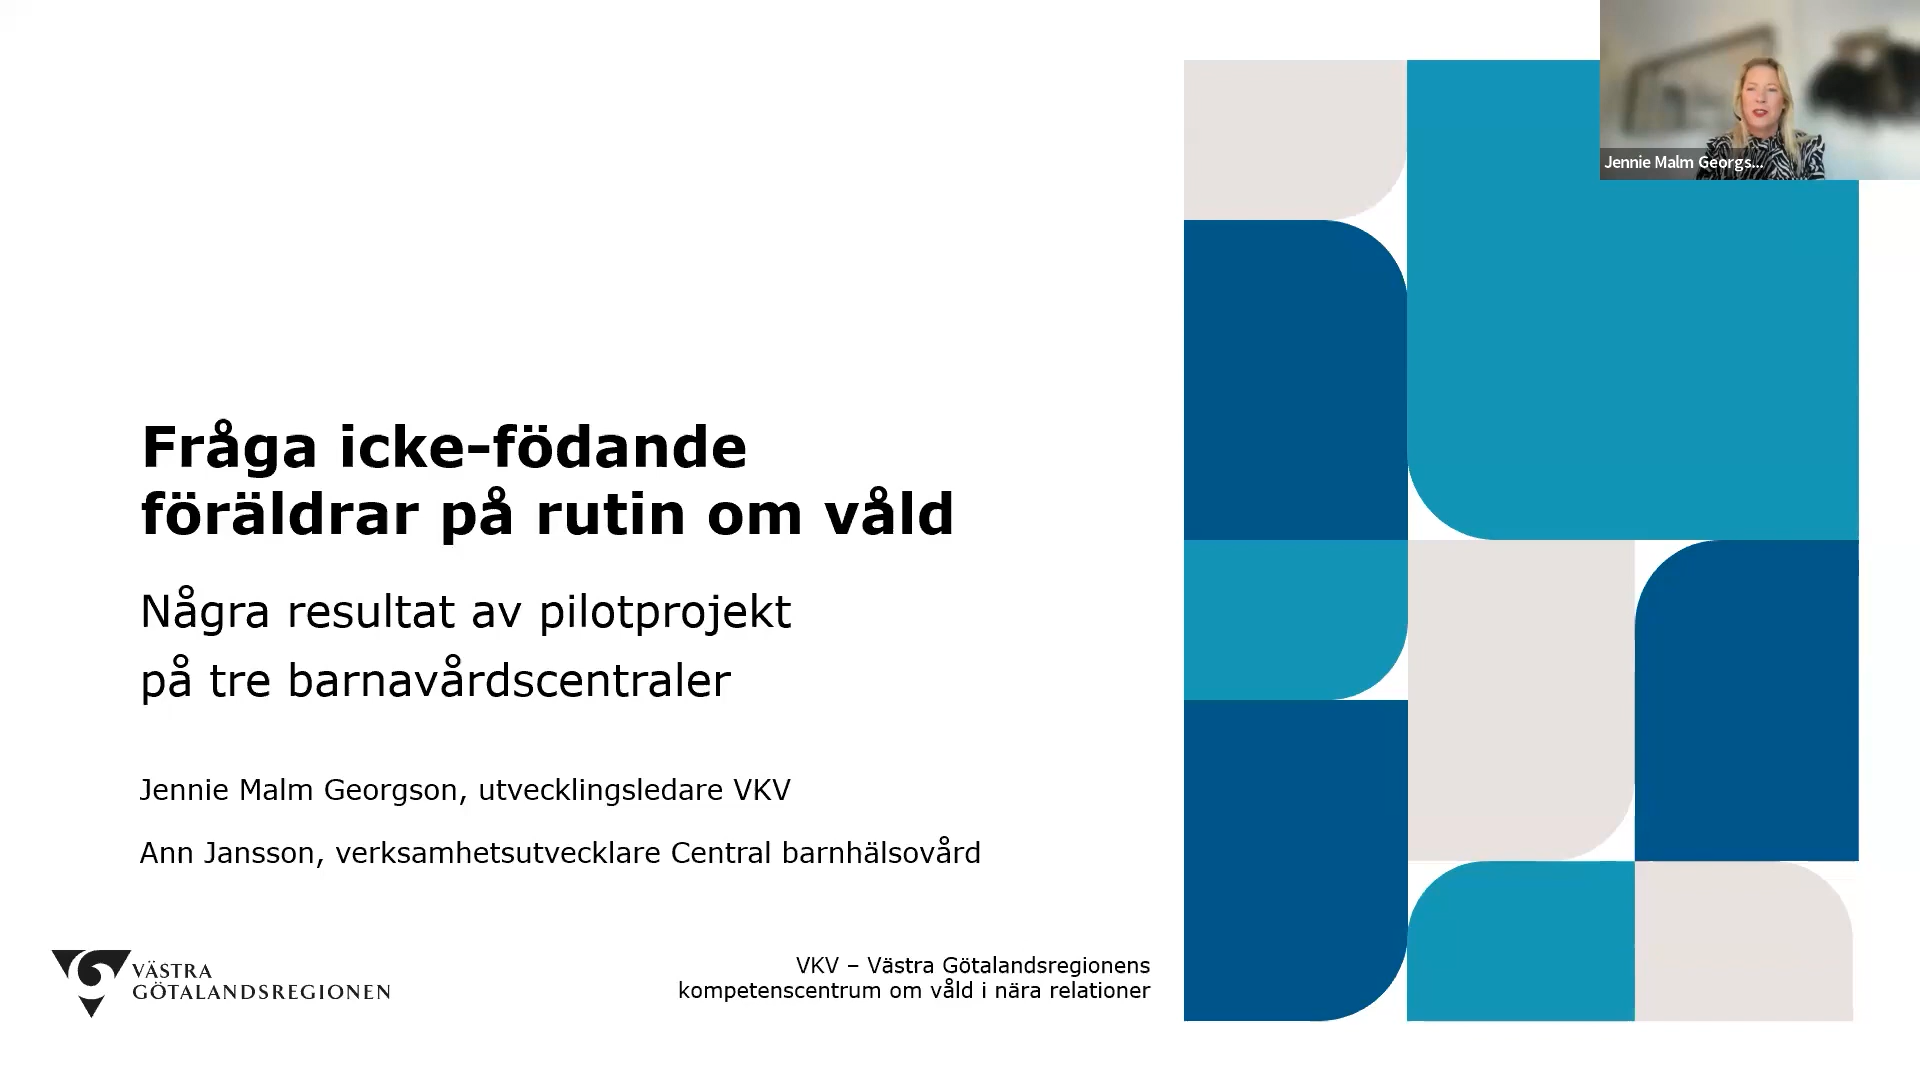 Jennie Malm Georgs...
Fråga icke-födande
föräldrar på rutin om våld
Några resultat av pilotprojekt
på tre barnavårdscentraler
Jennie Malm Georgson, utvecklingsledare VKV
Ann Jansson, verksamhetsutvecklare Central barnhälsovård
VÄSTRA
GÖTALANDSREGIONEN
VKV – Västra Götalandsregionens
kompetenscentrum om våld i nära relationer